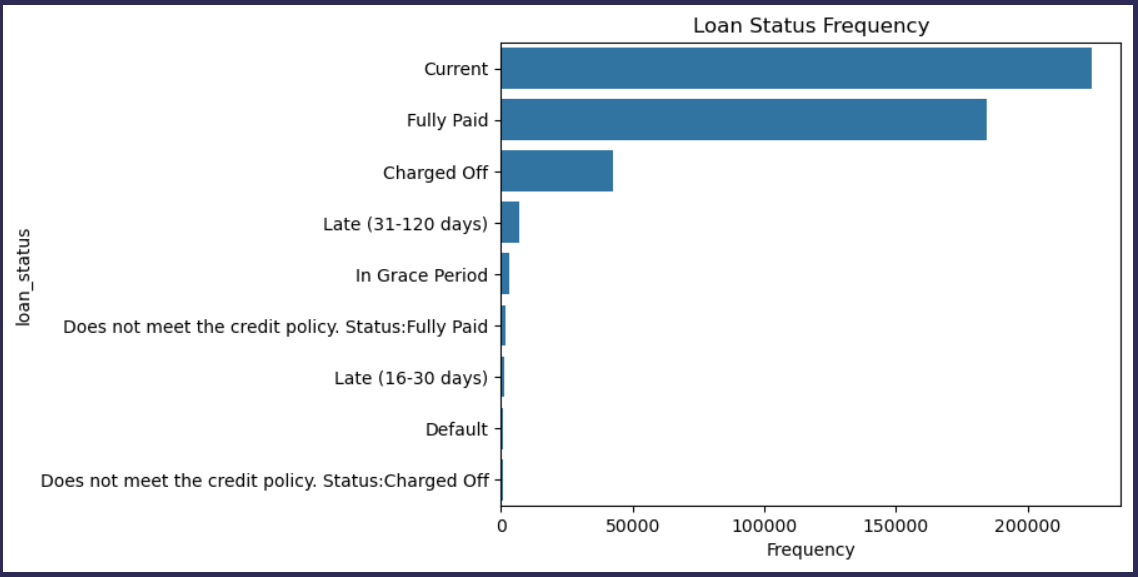 Loan Status Frequency
loan_status
Current
Fully Paid
Charged Off
Late (31-120 days)
In Grace Period
Does not meet the credit policy. Status:Fully Paid
Late (16-30 days)
Default
Does not meet the credit policy. Status:Charged Off
0 50000 100000 150000 200000
Frequency